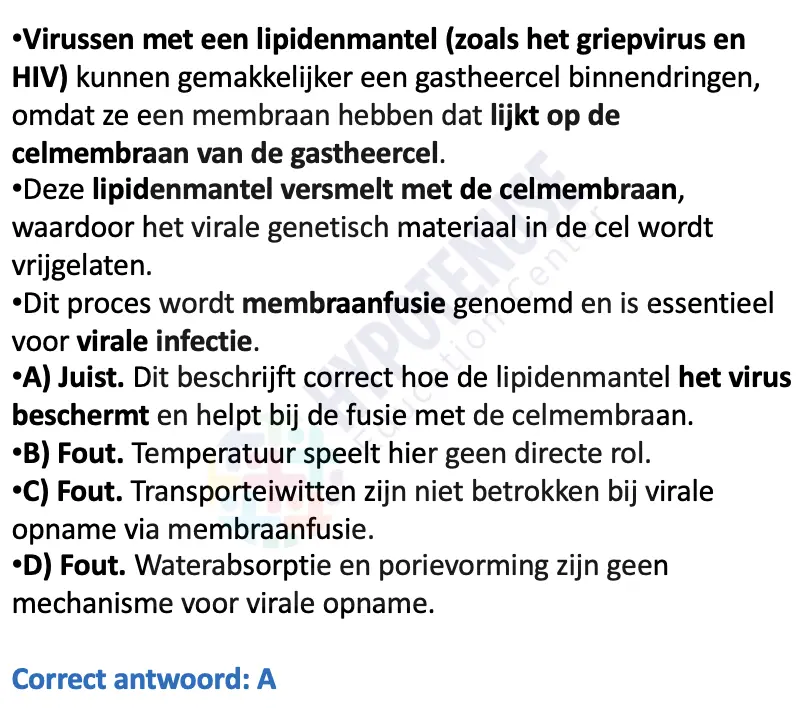 •Virussen met een lipidenmantel (zoals het griepvirus en
HIV) kunnen gemakkelijker een gastheercel binnendringen,
omdat ze een membraan hebben dat lijkt op de
celmembraan van de gastheercel.
•Deze lipidenmantel versmelt met de celmembraan,
waardoor het virale genetisch materiaal in de cel wordt
vrijgelaten.
•Dit proces wordt membraanfusie genoemd en is essentieel
voor virale infectie.
•A) Juist. Dit beschrijft correct hoe de lipidenmantel het virus
beschermt en helpt bij de fusie met de celmembraan.
•B) Fout. Temperatuur speelt hier geen directe rol.
•C) Fout. Transporteiwitten zijn niet betrokken bij virale
opname via membraanfusie.
•D) Fout. Waterabsorptie en porievorming zijn geen
mechanisme voor virale opname.
Correct antwoord: A
HYPOTENUSE
Education Center